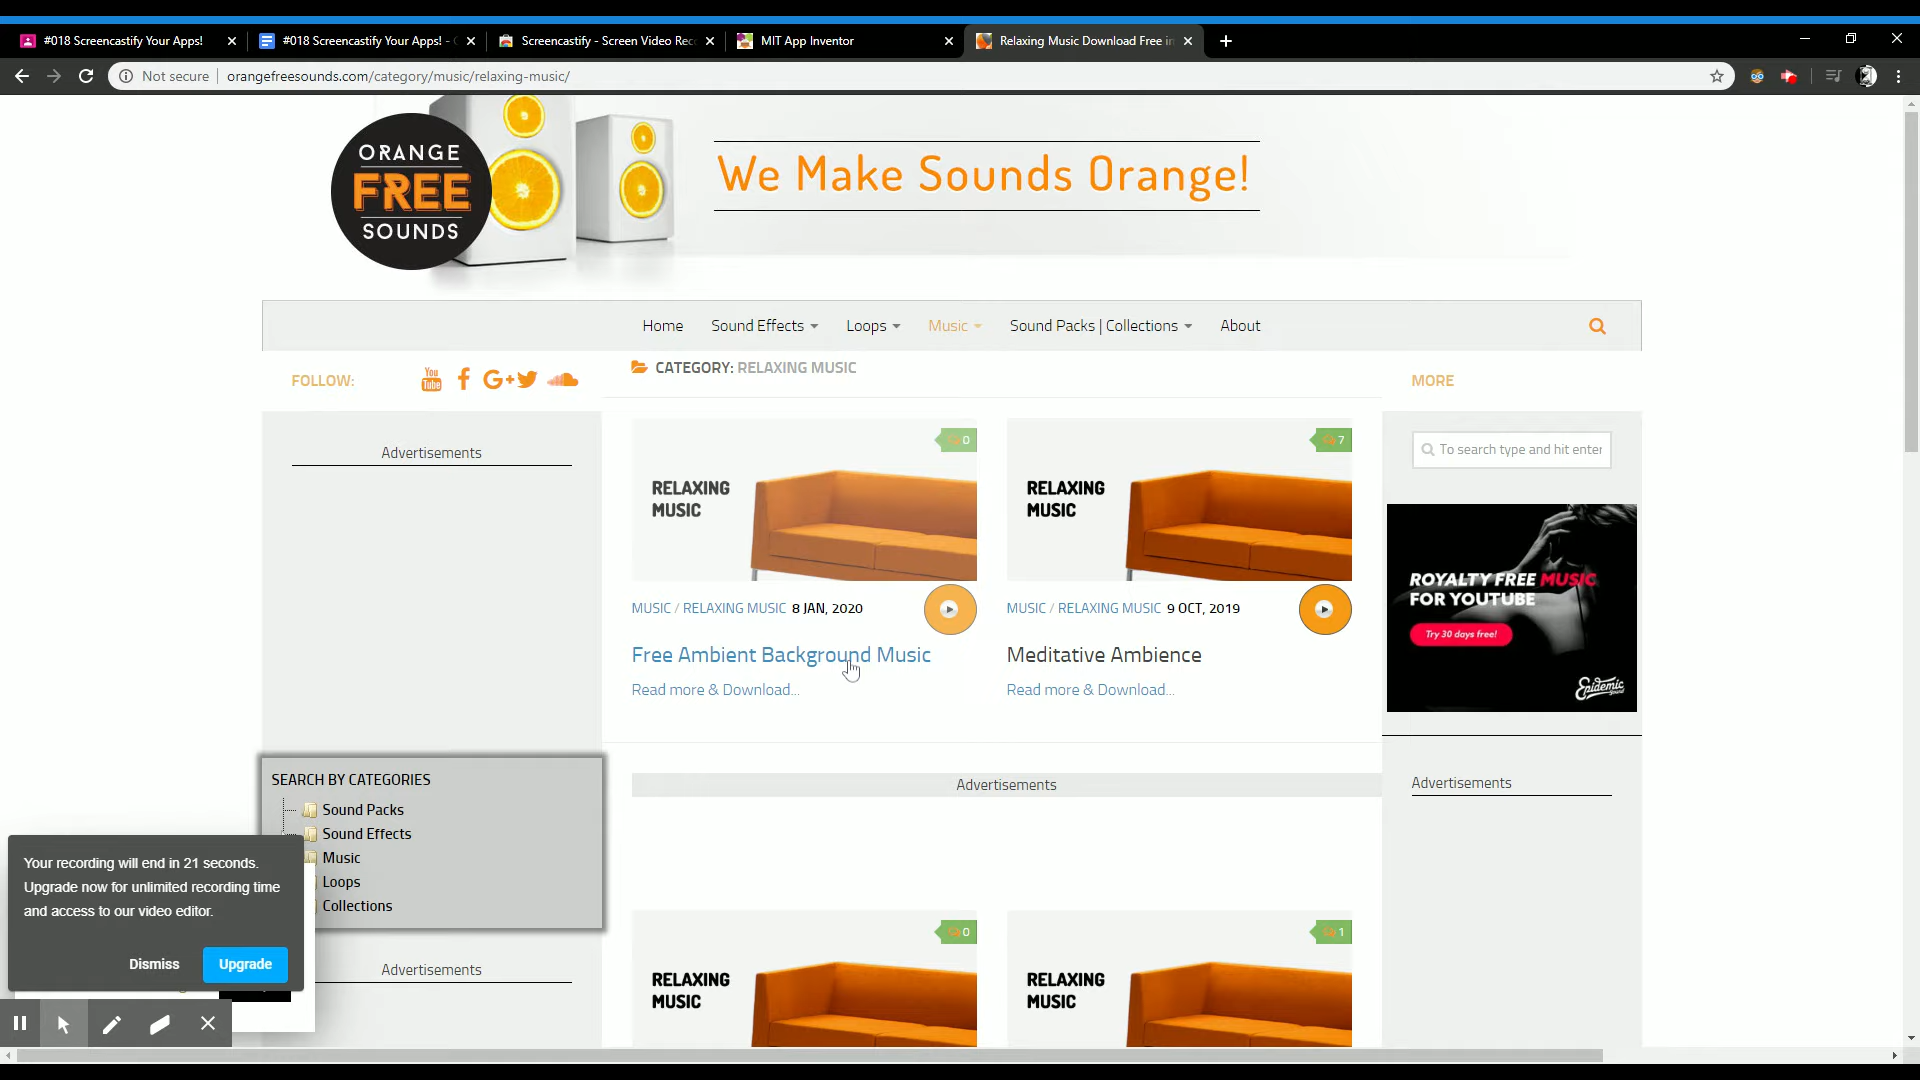 #018 Screencastify Your Apps!
#018 Screencastify Your Apps! -
Screencastify - Screen Video Rec
MIT App Inventor
Relaxing Music Download Free in
Not secure
orangefreesounds.com/category/music/relaxing-music/
ORANGE
FREE
SOUNDS
We Make Sounds Orange!
Home
Sound Effects
Loops
Music
Sound Packs | Collections
About
FOLLOW:
You
Tube
CATEGORY: RELAXING MUSIC
MORE
Advertisements
0
7
To search type and hit enter
RELAXING
MUSIC
RELAXING
MUSIC
ROYALTY FREE MUSIC
FOR YOUTUBE
Try 30 days free!
Epidemic
Sound
MUSIC / RELAXING MUSIC 8 JAN, 2020
MUSIC / RELAXING MUSIC 9 OCT, 2019
Free Ambient Background Music
Meditative Ambience
Read more & Download...
Read more & Download...
Advertisements
Advertisements
SEARCH BY CATEGORIES
Sound Packs
Sound Effects
Music
Loops
Collections
Your recording will end in 21 seconds.
Upgrade now for unlimited recording time
and access to our video editor.
Dismiss
Upgrade
Advertisements
0
1
RELAXING
MUSIC
RELAXING
MUSIC